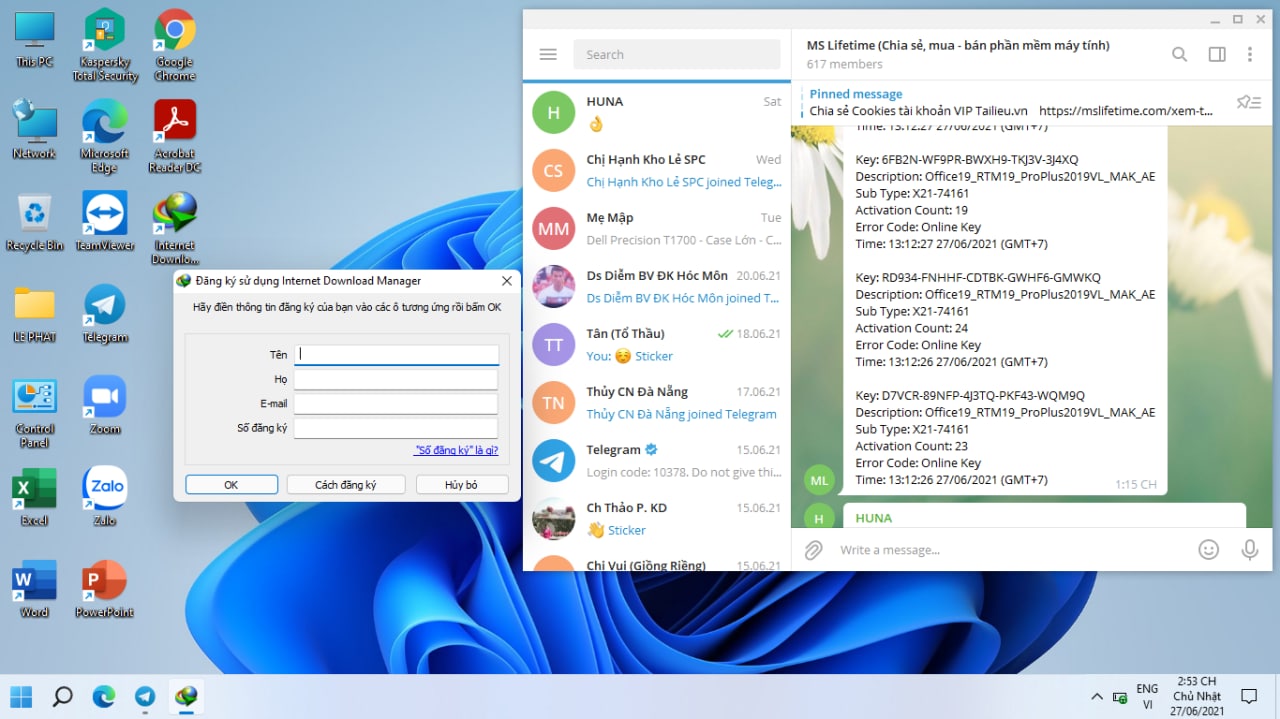 This PC
Kaspersky
Total Security
Google
Chrome
Network
Microsoft
Edge
Acrobat
Reader DC
Recycle Bin
TeamViewer
Internet
Downlo...
LE PHAT
Telegram
Control
Panel
Zoom
Excel
Zalo
Zalo
Word
PowerPoint
Đăng ký sử dụng Internet Download Manager
Hãy điền thông tin đăng ký của bạn vào các ô tương ứng rồi bấm OK
Tên
Họ
E-mail
Số đăng ký
"Số đăng ký" là gì?
OK
Cách đăng ký
Hủy bỏ
Search
HUNA
Sat
Chị Hạnh Kho Lẻ SPC
Wed
Chị Hạnh Kho Lẻ SPC joined Teleg...
Mẹ Mập
Tue
Dell Precision T1700 - Case Lớn - C...
Ds Diễm BV ĐK Hóc Môn
20.06.21
Ds Diễm BV ĐK Hóc Môn joined T...
Tân (Tổ Thầu)
18.06.21
You: Sticker
Thủy CN Đà Nẵng
17.06.21
Thủy CN Đà Nẵng joined Telegram
Telegram
15.06.21
Login code: 10378. Do not give thi...
Ch Thảo P. KD
15.06.21
Sticker
Chị Vui (Giồng Riềng)
15.06.21
H
CS
MM
TT
TN
MS Lifetime (Chia sẻ, mua - bán phần mềm máy tính)
617 members
Pinned message
Chia sẻ Cookies tài khoản VIP Tailieu.vn https://mslifetime.com/xem-t...
Time: 13:12:27 27/06/2021 (GMT+7)
Key: 6FB2N-WF9PR-BWXH9-TKJ3V-3J4XQ
Description: Office19_RTM19_ProPlus2019VL_MAK_AE
Sub Type: X21-74161
Activation Count: 19
Error Code: Online Key
Time: 13:12:27 27/06/2021 (GMT+7)
Key: RD934-FNHHF-CDTBK-GWHF6-GMWKQ
Description: Office19_RTM19_ProPlus2019VL_MAK_AE
Sub Type: X21-74161
Activation Count: 24
Error Code: Online Key
Time: 13:12:27 27/06/2021 (GMT+7)
Key: D7VCR-89NFP-4J3TQ-PKF43-WQM9Q
Description: Office19_RTM19_ProPlus2019VL_MAK_AE
Sub Type: X21-74161
Activation Count: 23
Error Code: Online Key
Time: 13:12:26 27/06/2021 (GMT+7)
1:15 CH
ML
H
HUNA
Write a message...
ENG
VI
2:53 CH
Chủ Nhật
27/06/2021